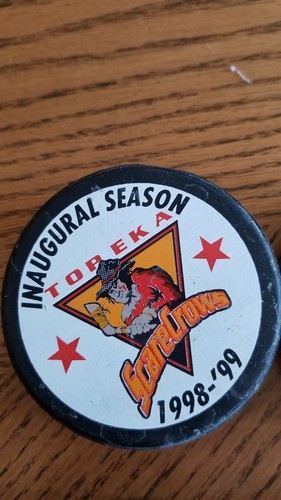 INAUGURAL SEASON
TOPEKA
SCARECROWS
1998-'99